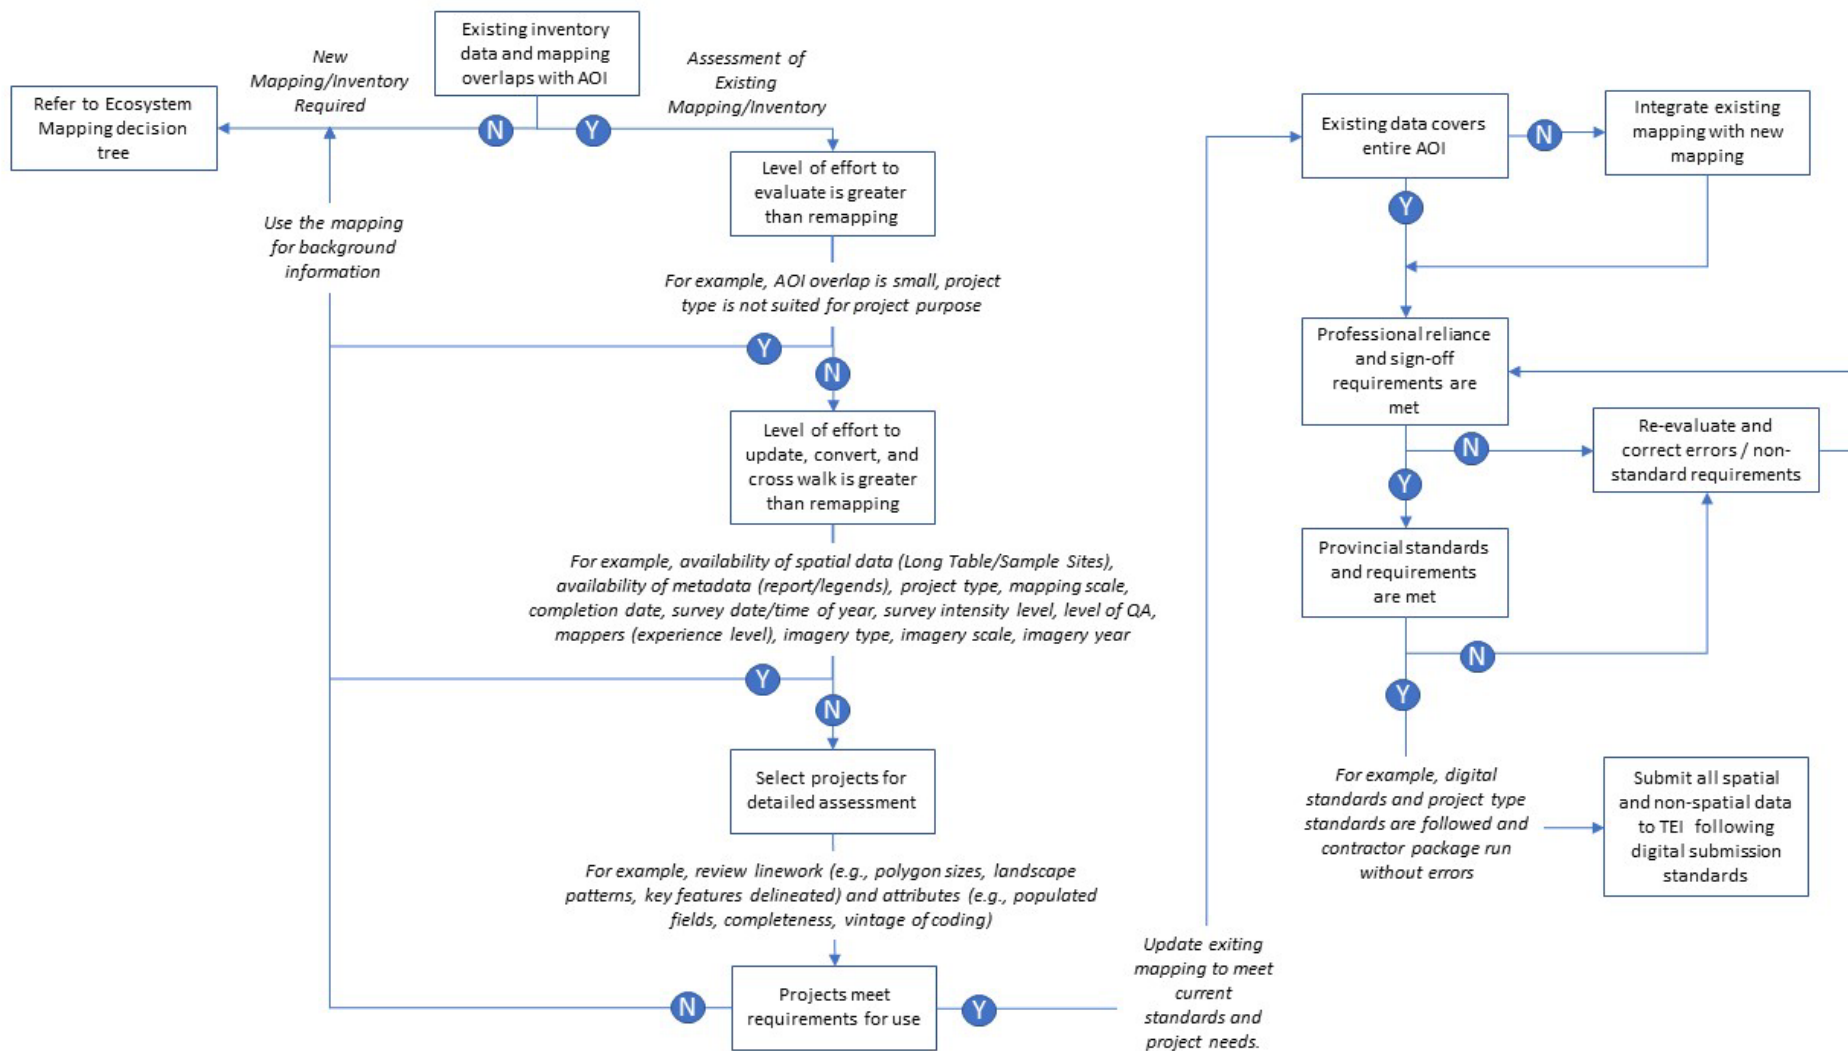 Existing inventory
data and mapping
overlaps with AOI
New
Mapping/Inventory
Required
Assessment of
Existing
Mapping/Inventory
Refer to Ecosystem
Mapping decision
tree
N
Y
Level of effort to
evaluate is greater
than remapping
Use the mapping
for background
information
For example, AOI overlap is small, project
type is not suited for project purpose
Y
N
Level of effort to
update, convert, and
cross walk is greater
than remapping
For example, availability of spatial data (Long Table/Sample Sites),
availability of metadata (report/legends), project type, mapping scale,
completion date, survey date/time of year, survey intensity level, level of QA,
mappers (experience level), imagery type, imagery scale, imagery year
Y
N
Select projects for
detailed assessment
For example, review linework (e.g., polygon sizes, landscape
patterns, key features delineated) and attributes (e.g., populated
fields, completeness, vintage of coding)
Projects meet
requirements for use
N
Y
Update exiting
mapping to meet
current
standards and
project needs.
Existing data covers
entire AOI
N
Integrate existing
mapping with new
mapping
Y
Professional reliance
and sign-off
requirements are
met
N
Re-evaluate and
correct errors / non-
standard requirements
Y
Provincial standards
and requirements
are met
N
Y
For example, digital
standards and project type
standards are followed and
contractor package run
without errors
Submit all spatial
and non-spatial data
to TEI following
digital submission
standards